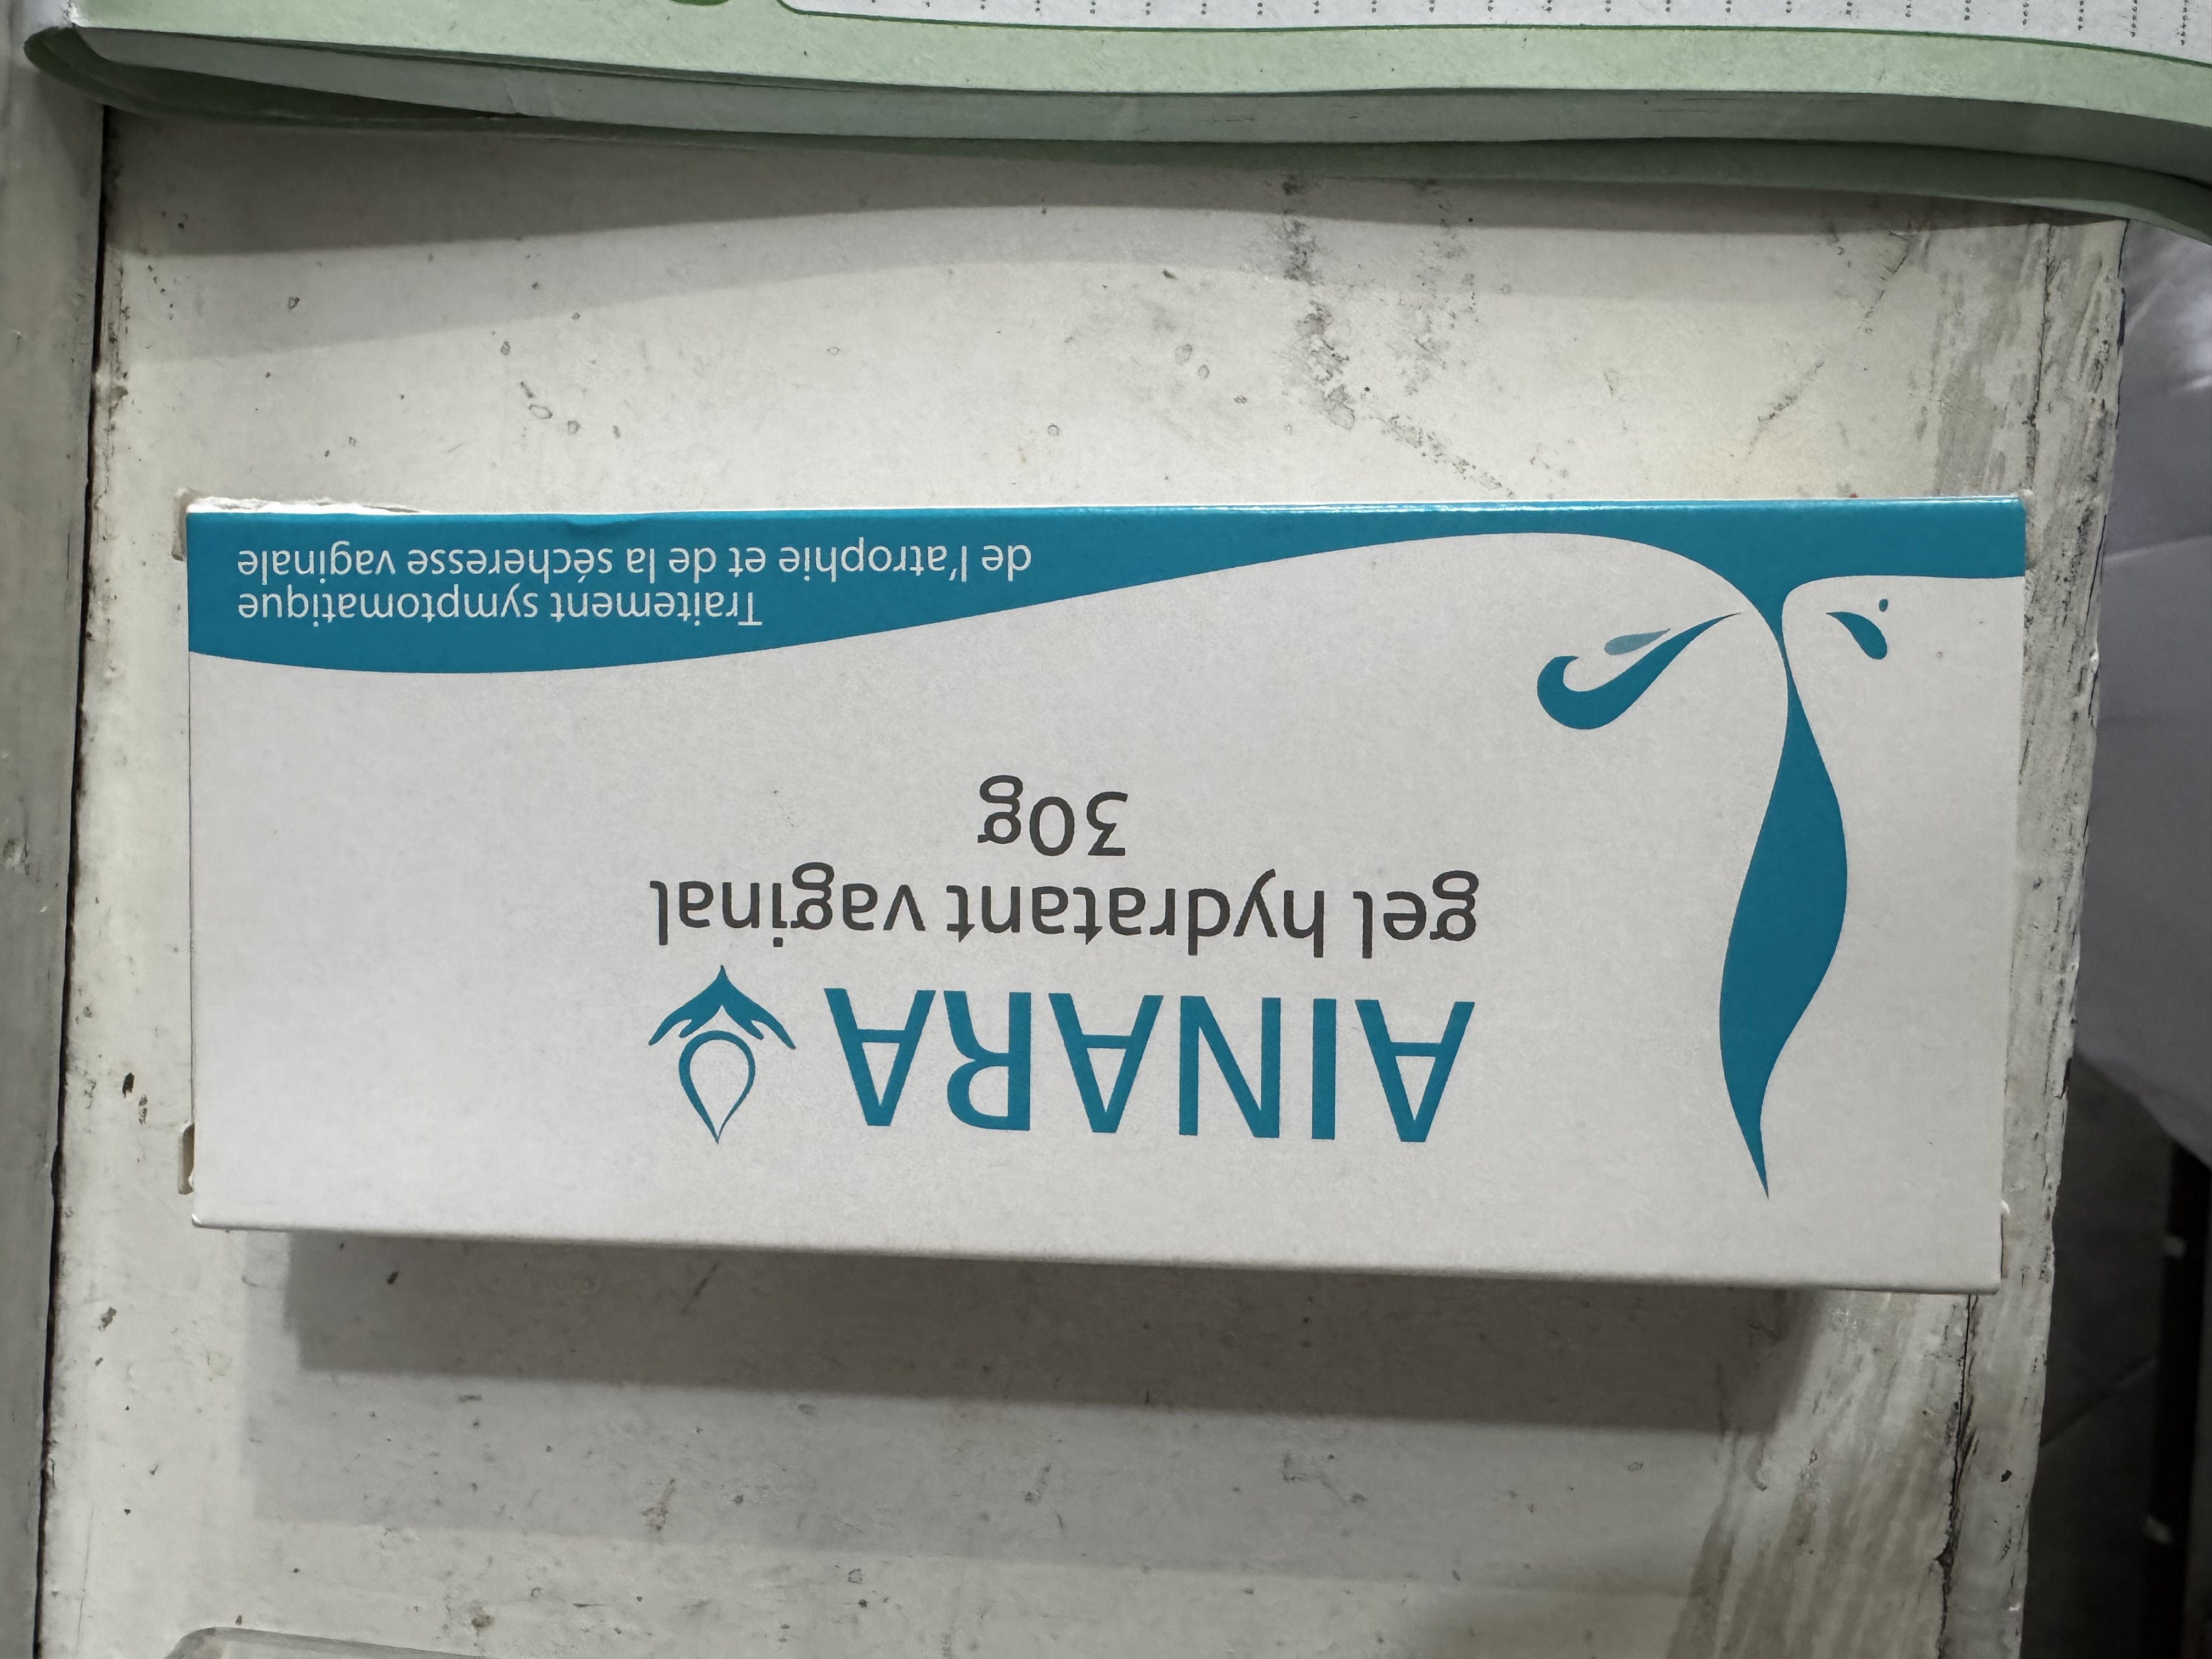 AINARA
gel hydratant vaginal
30g
Traitement symptomatique
de l'atrophie et de la sécheresse vaginale